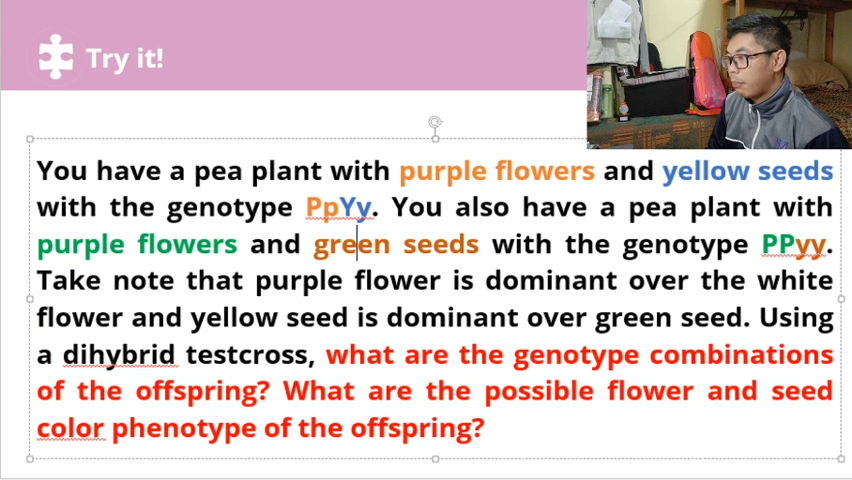 Try it!
You have a pea plant with purple flowers and yellow seeds
with the genotype PpYy. You also have a pea plant with
purple flowers and green seeds with the genotype PPyy.
Take note that purple flower is dominant over the white
flower and yellow seed is dominant over green seed. Using
a dihybrid testcross, what are the genotype combinations
of the offspring? What are the possible flower and seed
color phenotype of the offspring?